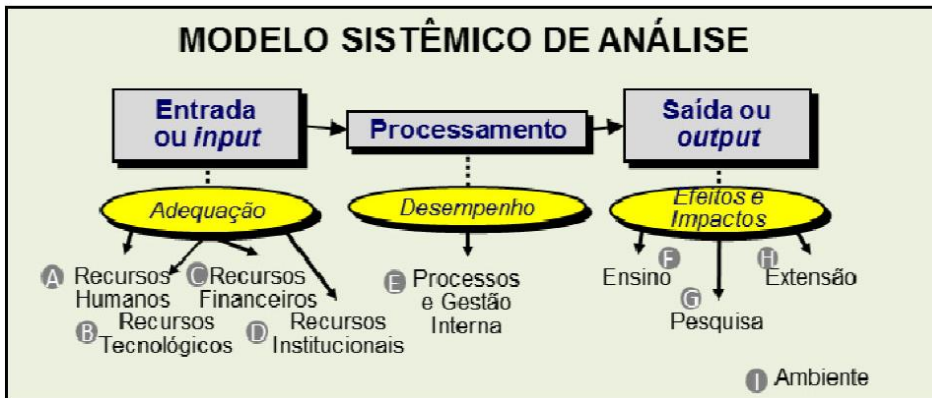 MODELO SISTÊMICO DE ANÁLISE
Entrada
ou input
Processamento
Saída ou
output
Adequação
Desempenho
Efeitos e
Impactos
A Recursos
Humanos
B Recursos
Tecnológicos
C Recursos
Financeiros
D Recursos
Institucionais
E Processos
e Gestão
Interna
F
Ensino
G
Pesquisa
H
Extensão
I Ambiente